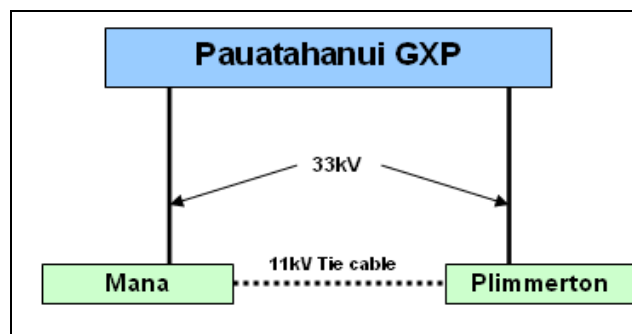 Pauatahanui GXP
33kV
11kV Tie cable
Mana
Plimmerton